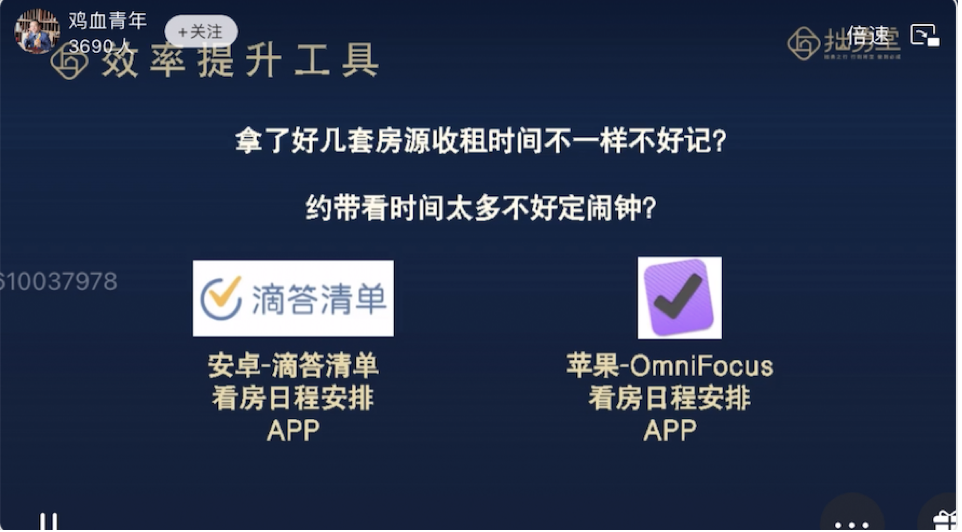 鸡血青年
3690人
+关注
效率提升工具
倍速
拿了好几套房源收租时间不一样不好记?
约带看时间太多不好定闹钟?
610037978
滴答清单
安卓-滴答清单
看房日程安排
APP
苹果-OmniFocus
看房日程安排
APP